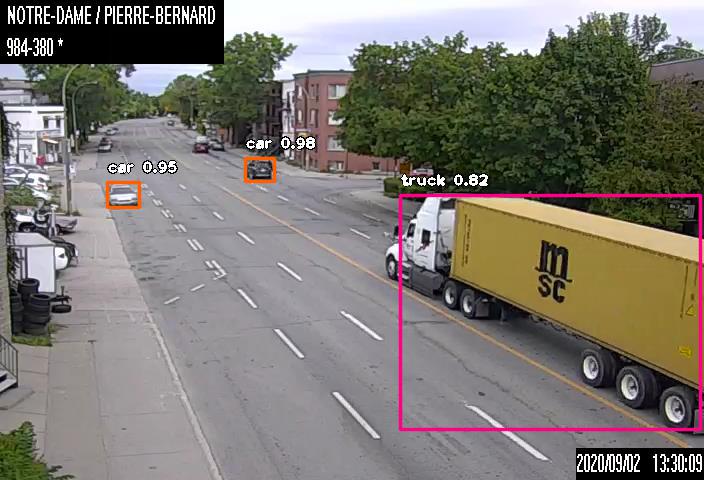 NOTRE-DAME / PIERRE-BERNARD
984-380 *
car 0.98
car 0.95
truck 0.82
m
SC
2020/09/02 13:30:09